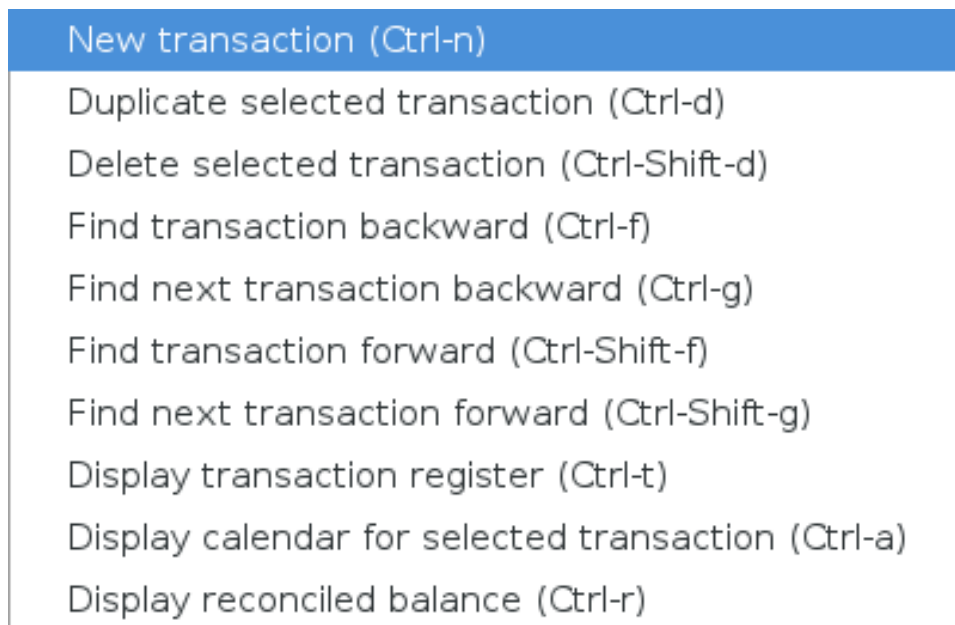 New transaction (Ctrl-n)
Duplicate selected transaction (Ctrl-d)
Delete selected transaction (Ctrl-Shift-d)
Find transaction backward (Ctrl-f)
Find next transaction backward (Ctrl-g)
Find transaction forward (Ctrl-Shift-f)
Find next transaction forward (Ctrl-Shift-g)
Display transaction register (Ctrl-t)
Display calendar for selected transaction (Ctrl-a)
Display reconciled balance (Ctrl-r)